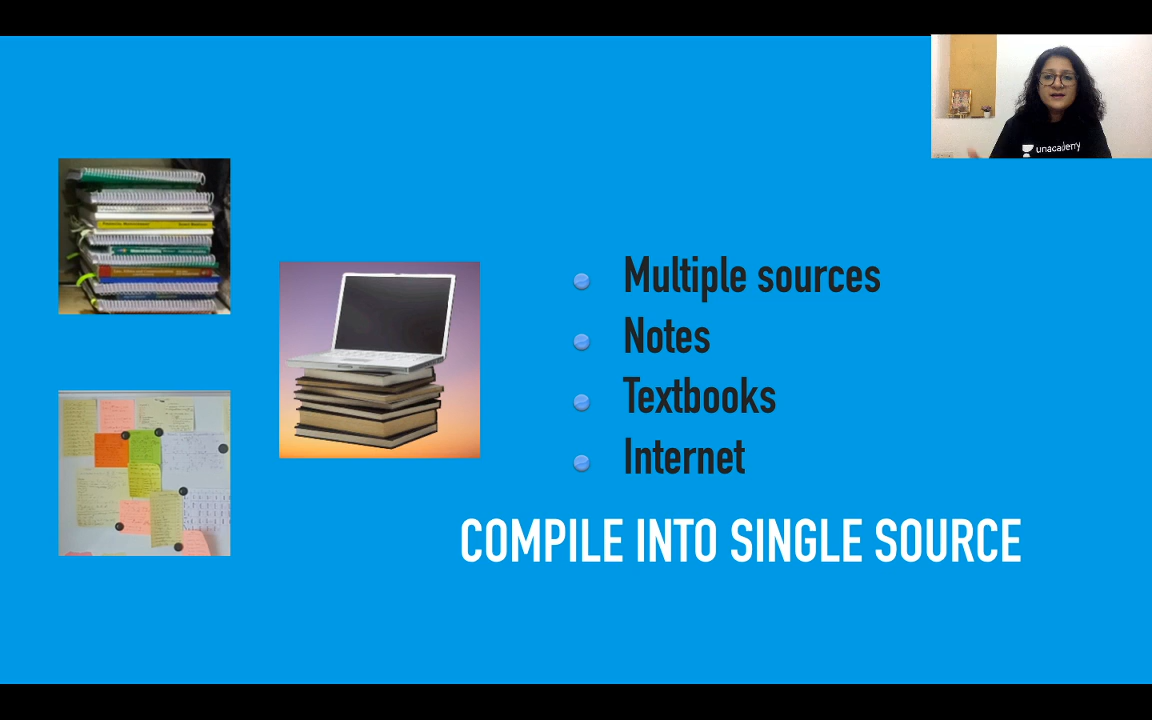 unacademy
Multiple sources
Notes
Textbooks
Internet
COMPILE INTO SINGLE SOURCE